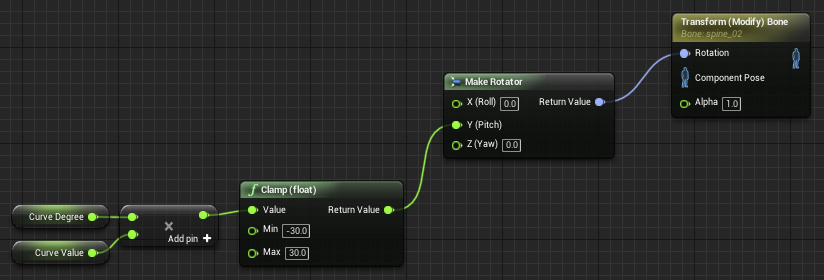 Transform (Modify) Bone
Bone: spine_02
Rotation
Component Pose
Alpha 1.0
Make Rotator
X (Roll) 0.0 Return Value
Y (Pitch)
Z (Yaw) 0.0
Clamp (float)
Value Return Value
Min -30.0
Max 30.0
Curve Degree
Add pin
Curve Value